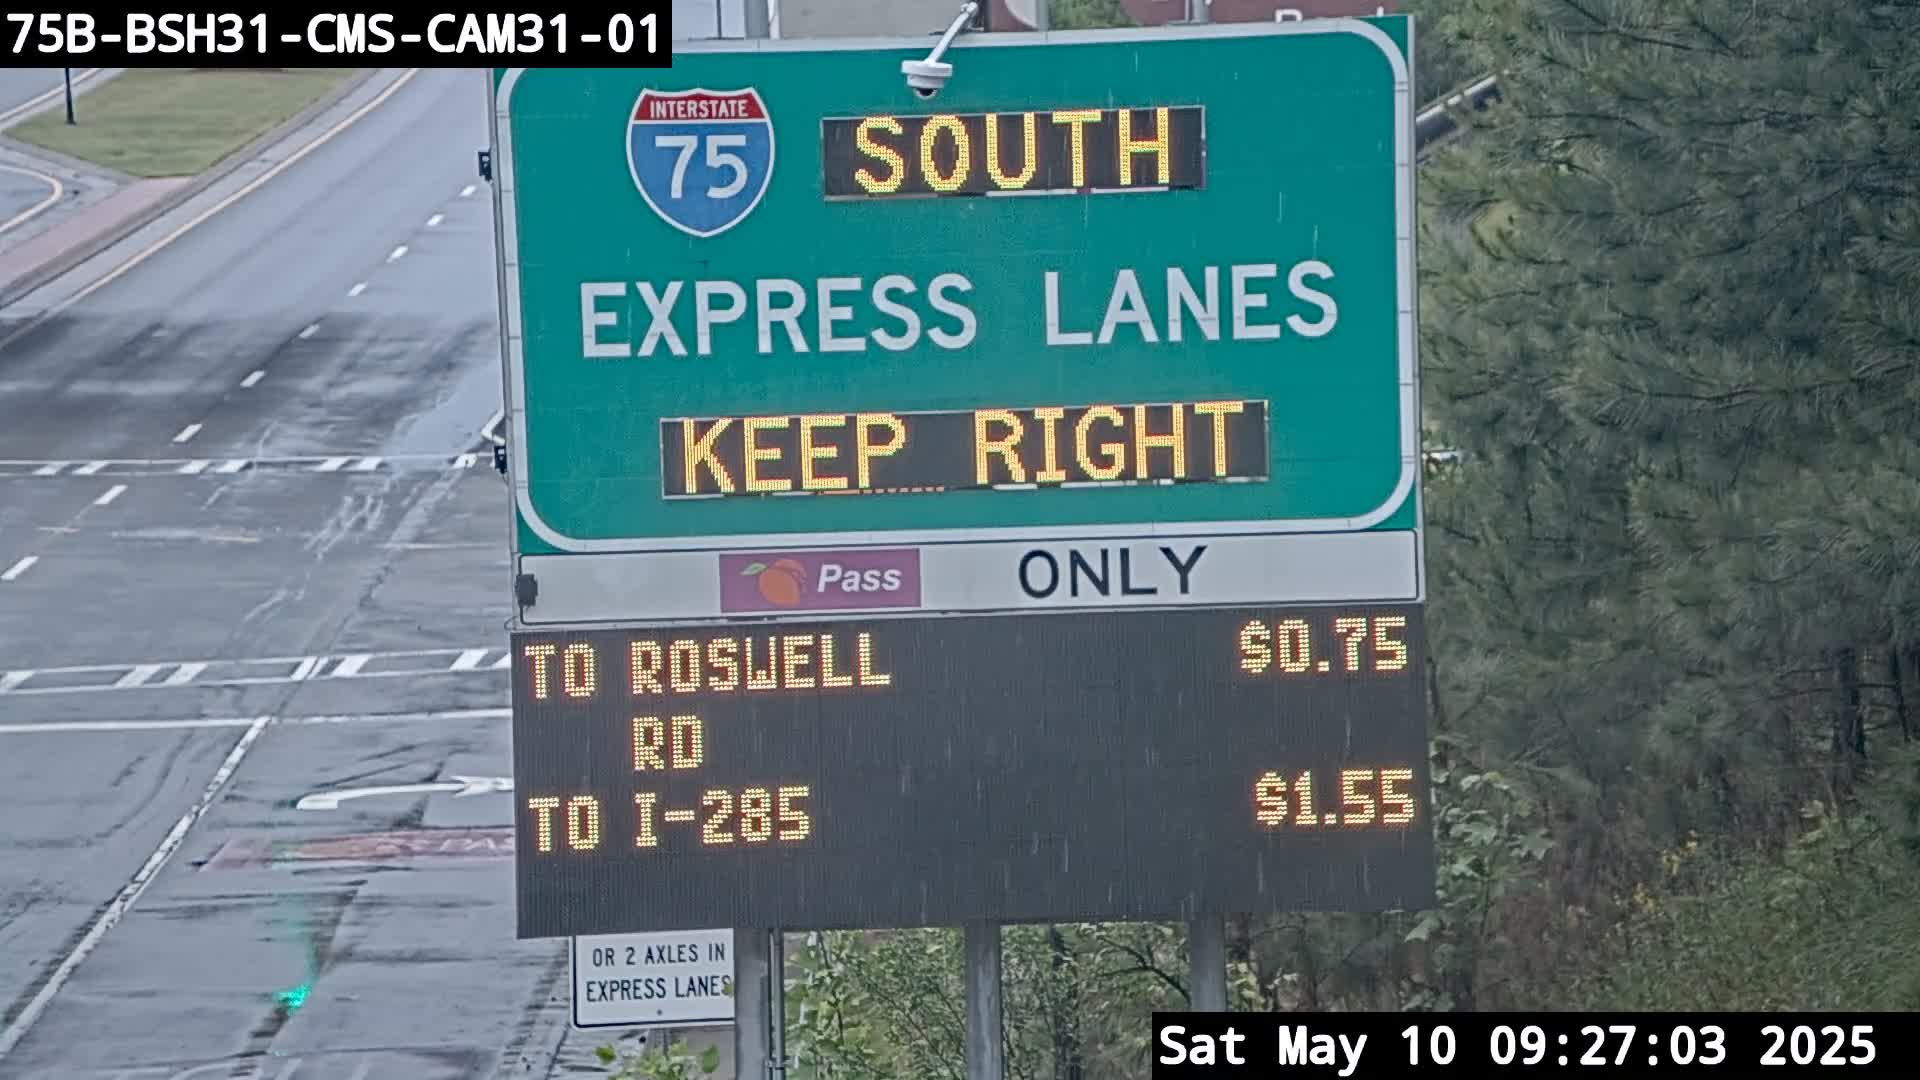 75B-BSH31-CMS-CAM31-01
INTERSTATE
75
SOUTH
EXPRESS LANES
KEEP RIGHT
Pass ONLY
TO ROSWELL $0.75
RD
TO I-285 $1.55
OR 2 AXLES IN
EXPRESS LANES
Sat May 10 09:27:03 2025